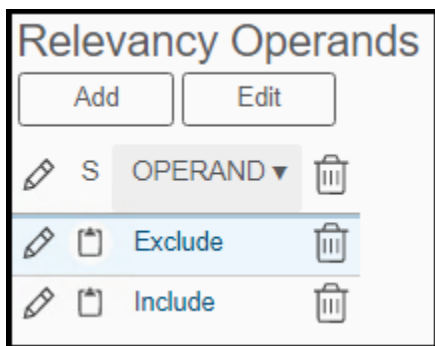 Relevancy Operands
Add Edit
S OPERAND ▾
Exclude
Include